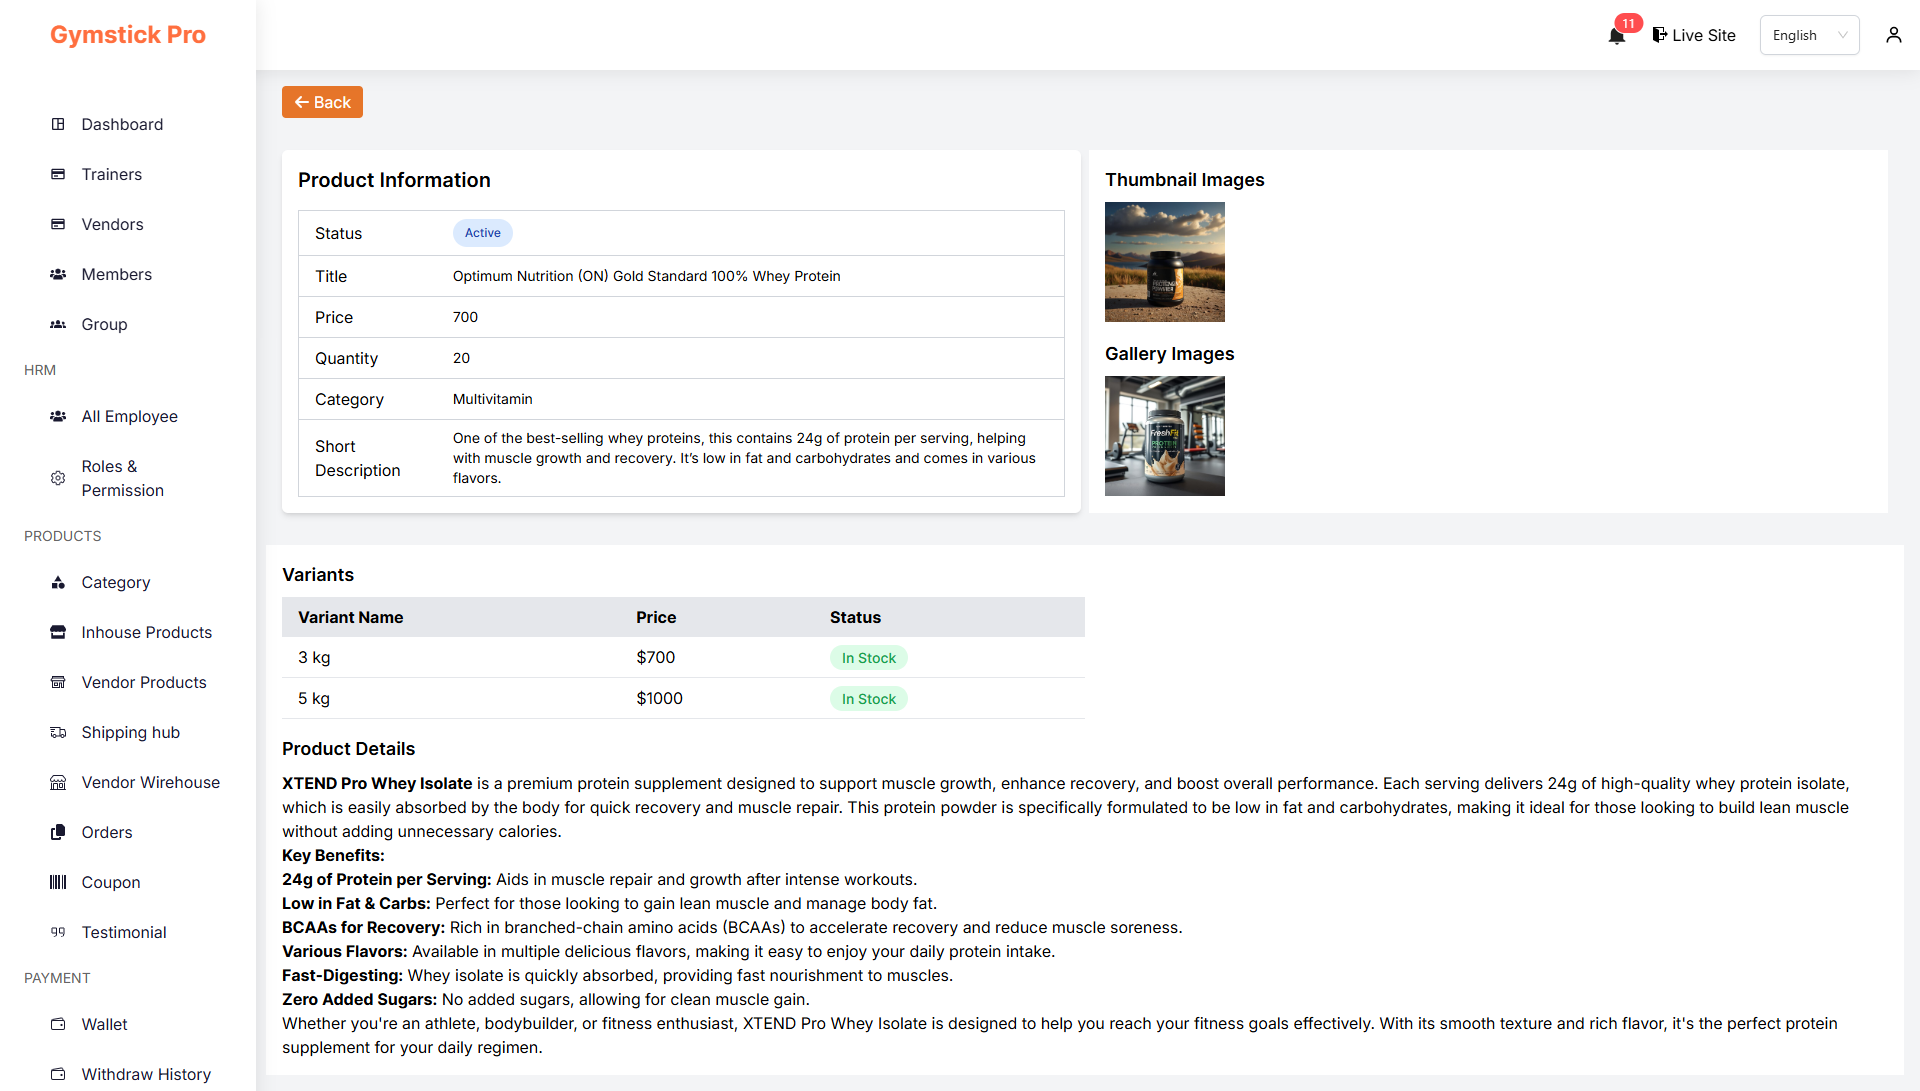 Gymstick Pro
11
Live Site
English
Dashboard
Trainers
Vendors
Members
Group
HRM
All Employee
Roles &
Permission
PRODUCTS
Category
Inhouse Products
Vendor Products
Shipping hub
Vendor Wirehouse
Orders
Coupon
Testimonial
PAYMENT
Wallet
Withdraw History
Back
Product Information
Status Active
Title Optimum Nutrition (ON) Gold Standard 100% Whey Protein
Price 700
Quantity 20
Category Multivitamin
Short
Description
One of the best-selling whey proteins, this contains 24g of protein per serving, helping
with muscle growth and recovery. It’s low in fat and carbohydrates and comes in various
flavors.
Thumbnail Images
Gallery Images
FreshFit
PROTEIN
Variants
Variant Name Price Status
3 kg $700 In Stock
5 kg $1000 In Stock
Product Details
XTEND Pro Whey Isolate is a premium protein supplement designed to support muscle growth, enhance recovery, and boost overall performance. Each serving delivers 24g of high-quality whey protein isolate,
which is easily absorbed by the body for quick recovery and muscle repair. This protein powder is specifically formulated to be low in fat and carbohydrates, making it ideal for those looking to build lean muscle
without adding unnecessary calories.
Key Benefits:
24g of Protein per Serving: Aids in muscle repair and growth after intense workouts.
Low in Fat & Carbs: Perfect for those looking to gain lean muscle and manage body fat.
BCAAs for Recovery: Rich in branched-chain amino acids (BCAAs) to accelerate recovery and reduce muscle soreness.
Various Flavors: Available in multiple delicious flavors, making it easy to enjoy your daily protein intake.
Fast-Digesting: Whey isolate is quickly absorbed, providing fast nourishment to muscles.
Zero Added Sugars: No added sugars, allowing for clean muscle gain.
Whether you're an athlete, bodybuilder, or fitness enthusiast, XTEND Pro Whey Isolate is designed to help you reach your fitness goals effectively. With its smooth texture and rich flavor, it's the perfect protein
supplement for your daily regimen.